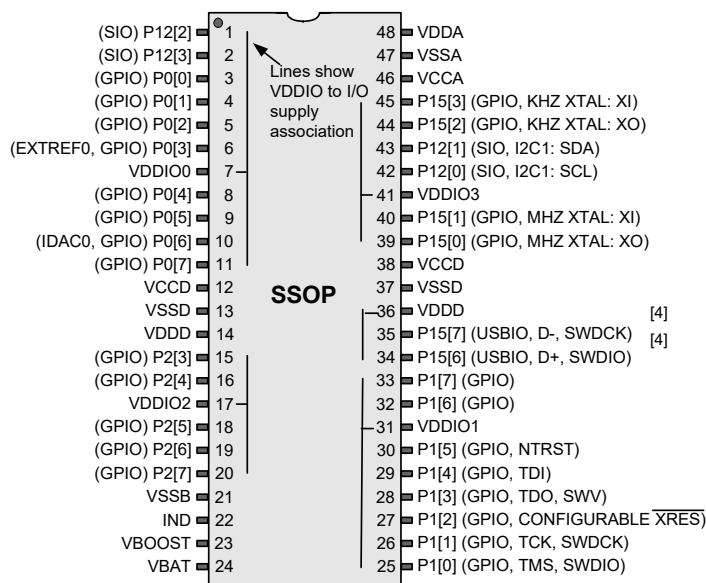 (SIO) P12[2] 1 48 VDDA
(SIO) P12[3] 2 47 VSSA
(GPIO) P0[0] 3 Lines show VDDIO to I/O supply association 46 VCCA
(GPIO) P0[1] 4 45 P15[3] (GPIO, KHZ XTAL: XI)
(GPIO) P0[2] 5 44 P15[2] (GPIO, KHZ XTAL: XO)
(EXTREF0, GPIO) P0[3] 6 43 P12[1] (SIO, I2C1: SDA)
VDDIO0 7 42 P12[0] (SIO, I2C1: SCL)
(GPIO) P0[4] 8 41 VDDIO3
(GPIO) P0[5] 9 40 P15[1] (GPIO, MHZ XTAL: XI)
(IDAC0, GPIO) P0[6] 10 39 P15[0] (GPIO, MHZ XTAL: XO)
(GPIO) P0[7] 11 38 VCCD
VCCD 12 SSOP 37 VSSD
VSSD 13 36 VDDD [4]
VDDD 14 35 P15[7] (USBIO, D-, SWDCK) [4]
(GPIO) P2[3] 15 34 P15[6] (USBIO, D+, SWDIO)
(GPIO) P2[4] 16 33 P1[7] (GPIO)
VDDIO2 17 32 P1[6] (GPIO)
(GPIO) P2[5] 18 31 VDDIO1
(GPIO) P2[6] 19 30 P1[5] (GPIO, NTRST)
(GPIO) P2[7] 20 29 P1[4] (GPIO, TDI)
VSSB 21 28 P1[3] (GPIO, TDO, SWV)
IND 22 27 P1[2] (GPIO, CONFIGURABLE XRES)
VBOOST 23 26 P1[1] (GPIO, TCK, SWDCK)
VBAT 24 25 P1[0] (GPIO, TMS, SWDIO)